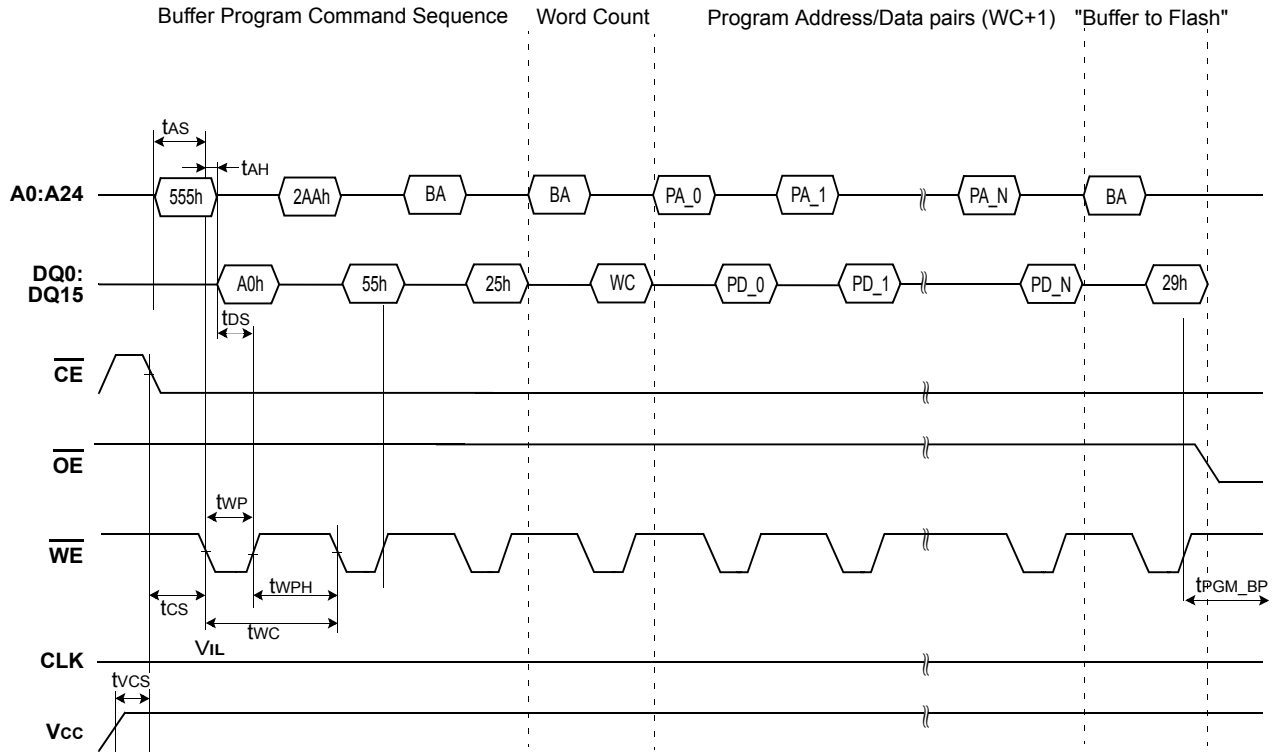 Buffer Program Command Sequence Word Count Program Address/Data pairs (WC+1) "Buffer to Flash"
tAS
tAH
A0:A24 555h 2AAh BA BA PA_0 PA_1 PA_N BA
DQ0:
DQ15 A0h 55h 25h WC PD_0 PD_1 PD_N 29h
tDS
CE
OE
tWP
WE
tWPH
tPGM_BP
tCS
tWC
VIL
CLK
tVCS
VCC